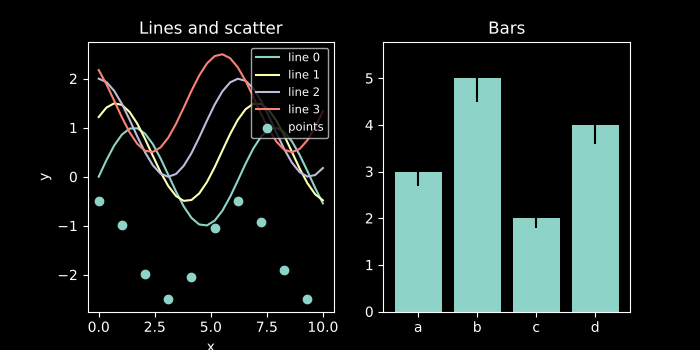 Lines and scatter
line 0
line 1
line 2
line 3
points
2
1
0
−1
−2
y
0.0 2.5 5.0 7.5 10.0
x
Bars
5
4
3
2
1
0
a b c d